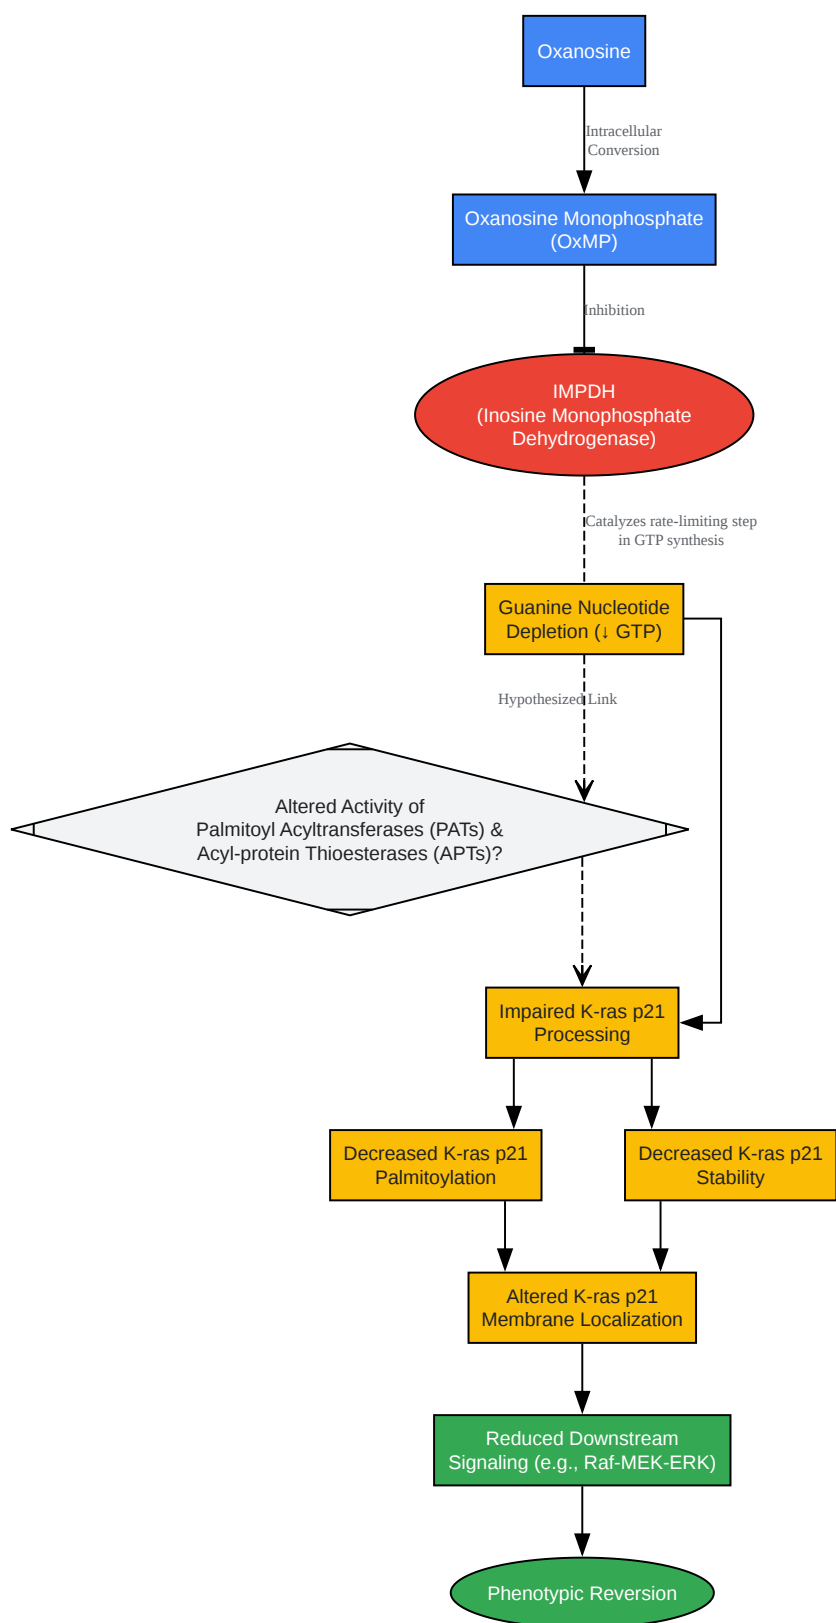 Oxanosine
Intracellular
Conversion
Oxanosine Monophosphate
(OxMP)
Inhibition
IMPDH
(Inosine Monophosphate
Dehydrogenase)
Catalyzes rate-limiting step
in GTP synthesis
Guanine Nucleotide
Depletion (↓ GTP)
Hypothesized Link
Altered Activity of
Palmitoyl Acyltransferases (PATs) &
Acyl-protein Thioesterases (APTs)?
Impaired K-ras p21
Processing
Decreased K-ras p21
Palmitoylation
Decreased K-ras p21
Stability
Altered K-ras p21
Membrane Localization
Reduced Downstream
Signaling (e.g., Raf-MEK-ERK)
Phenotypic Reversion